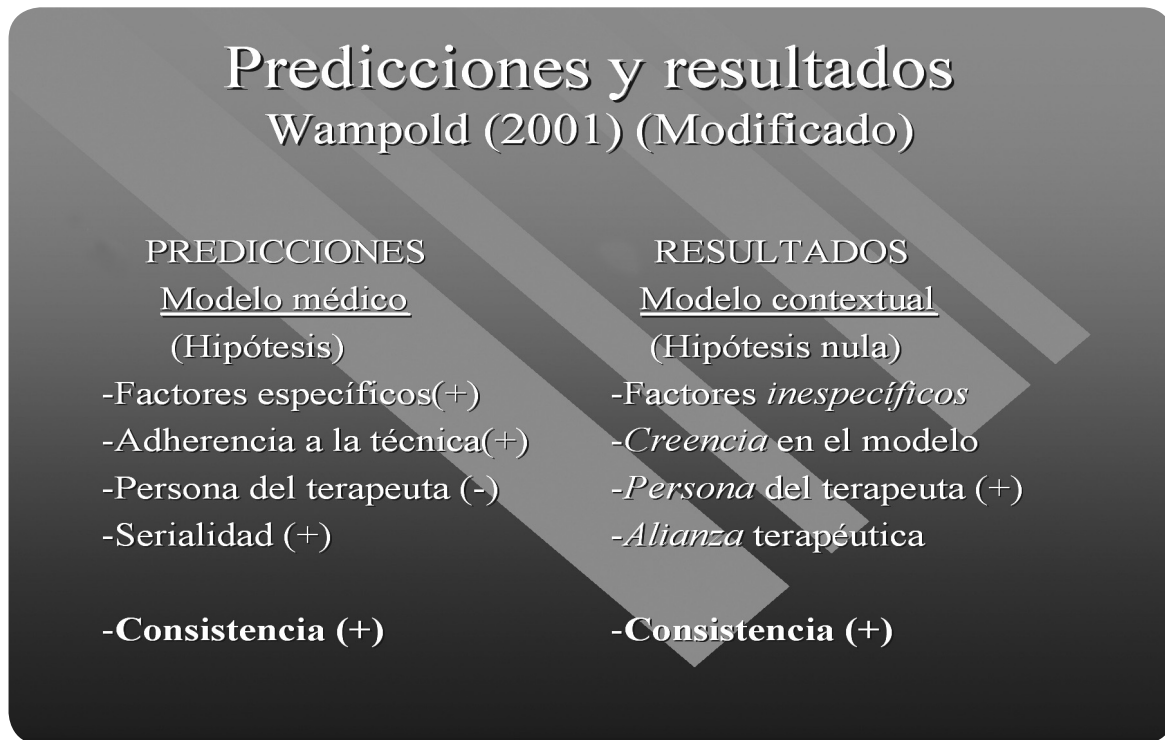 Predicciones y resultados
Wampold (2001) (Modificado)
PREDICCIONES
Modelo médico
(Hipótesis)
-Factores específicos(+)
-Adherencia a la técnica(+)
-Persona del terapeuta (-)
-Serialidad (+)
-Consistencia (+)
RESULTADOS
Modelo contextual
(Hipótesis nula)
-Factores inespecíficos
-Creencia en el modelo
-Persona del terapeuta (+)
-Alianza terapéutica
-Consistencia (+)